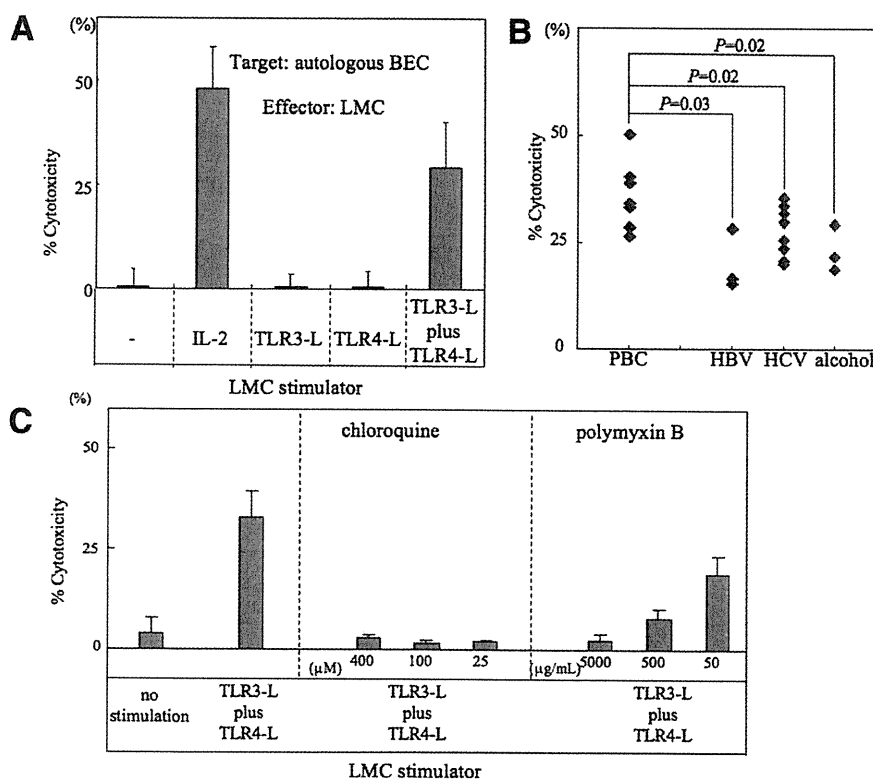 A
(%)
50
25
0
% Cytotoxicity
Target: autologous BEC
Effector: LMC
-
IL-2
TLR3-L
TLR4-L
TLR3-L
plus
TLR4-L
LMC stimulator
B
(%)
50
25
0
% Cytotoxicity
P=0.02
P=0.02
P=0.03
PBC
HBV
HCV
alcohol
C
(%)
50
25
0
% Cytotoxicity
chloroquine
polymyxin B
(μM)
400
100
25
(μg/mL)
5000
500
50
no
stimulation
TLR3-L
plus
TLR4-L
TLR3-L
plus
TLR4-L
TLR3-L
plus
TLR4-L
LMC stimulator